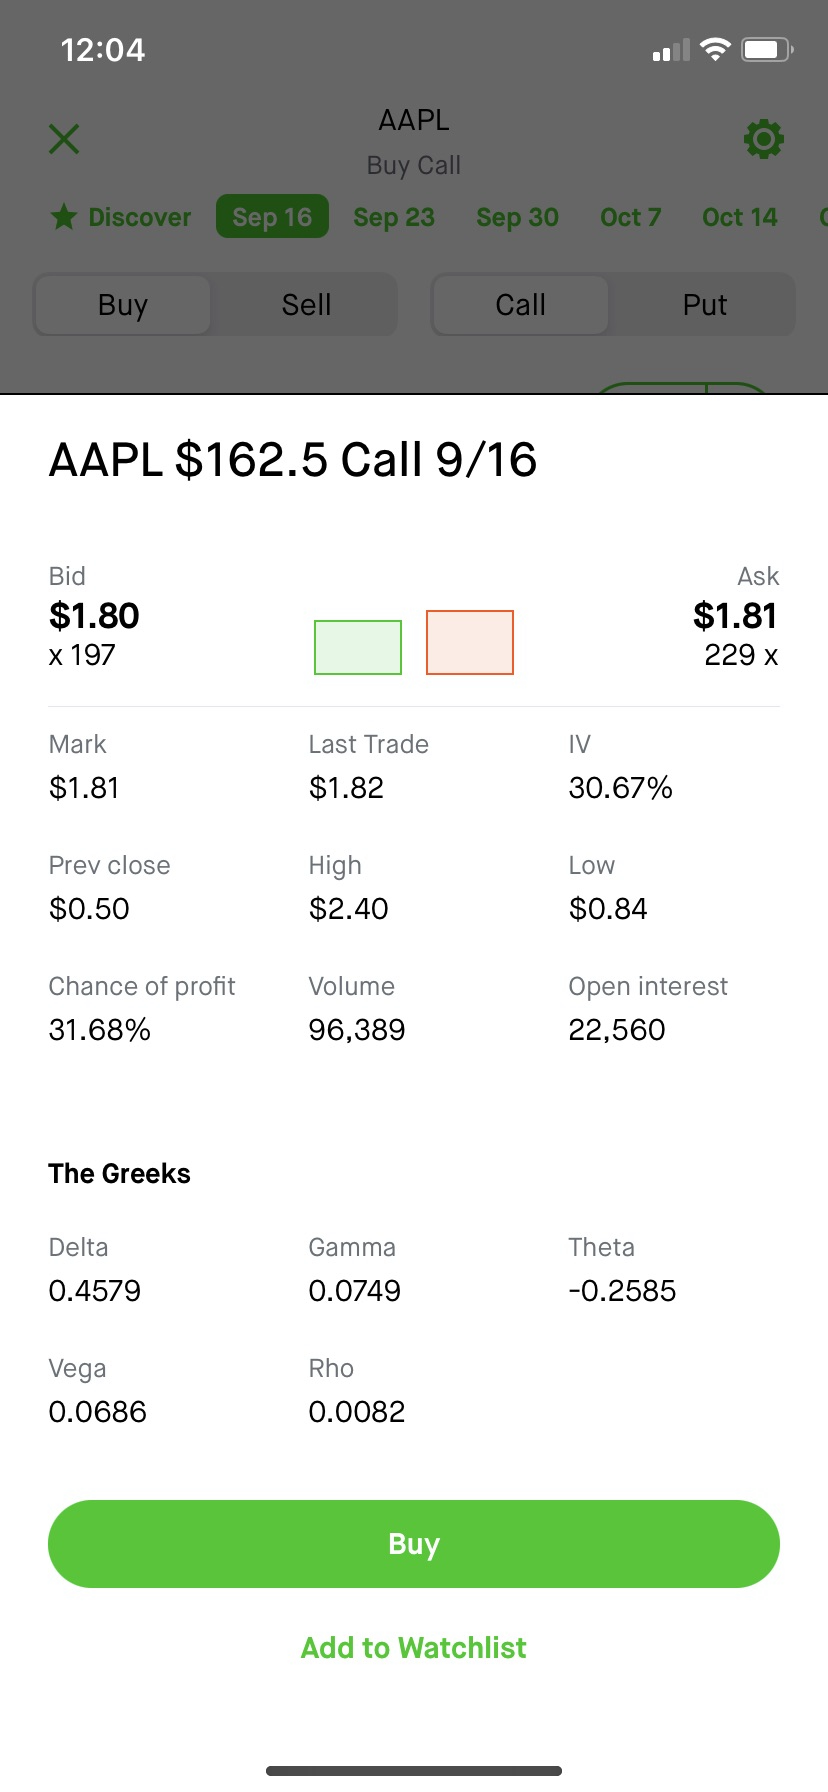 12:04
AAPL
Buy Call
Discover Sep 16 Sep 23 Sep 30 Oct 7 Oct 14
Buy Sell Call Put
AAPL $162.5 Call 9/16
Bid Ask
$1.80 $1.81
x 197 229 x
Mark Last Trade IV
$1.81 $1.82 30.67%
Prev close High Low
$0.50 $2.40 $0.84
Chance of profit Volume Open interest
31.68% 96,389 22,560
The Greeks
Delta Gamma Theta
0.4579 0.0749 -0.2585
Vega Rho
0.0686 0.0082
Buy
Add to Watchlist